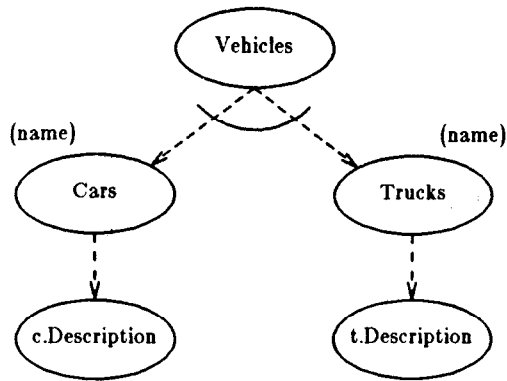 Vehicles
(name)
(name)
Cars
Trucks
c.Description
t.Description